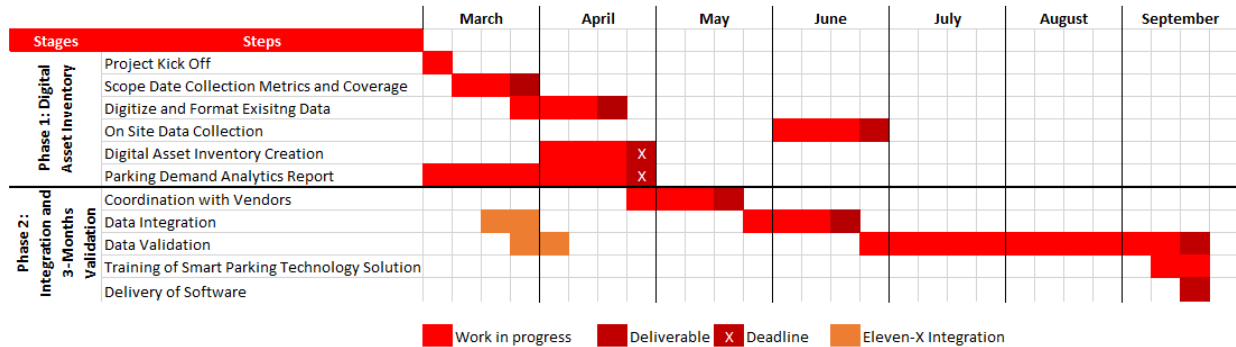 March April May June July August September
Stages Steps
Phase 1: Digital
Asset Inventory
Project Kick Off
Scope Date Collection Metrics and Coverage
Digitize and Format Exisitng Data
On Site Data Collection
Digital Asset Inventory Creation X
Parking Demand Analytics Report X
Phase 2:
Integration and
3-Months
Validation
Coordination with Vendors
Data Integration
Data Validation
Training of Smart Parking Technology Solution
Delivery of Software
Work in progress Deliverable X Deadline Eleven-X Integration